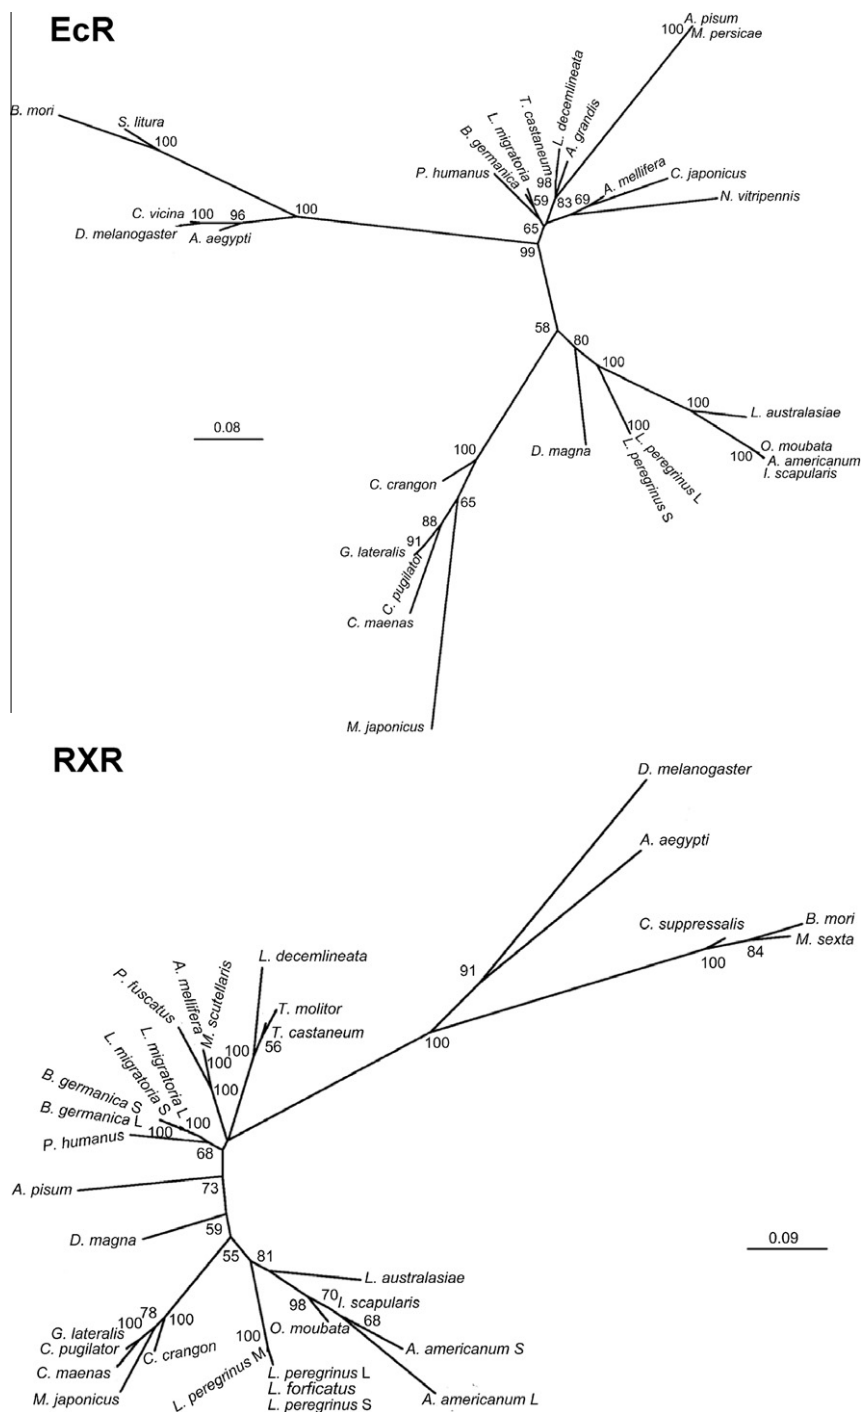 EcR
A. pisum
100
M. persicae
B. mori
S. litura
100
L. decemlineata
T. castaneum
A. grandis
L. migratoria
B. germanica
P. humanus
98
59
83
69
A. mellifera
C. japonicus
N. vitripennis
C. vicina
100
96
100
D. melanogaster
A. aegypti
65
99
58
80
100
0.08
100
L. australasiae
100
L. peregrinus L
L. peregrinus S
D. magna
O. moubata
100
A. americanum
I. scapularis
100
C. crangon
65
88
91
G. lateralis
C. pugilator
C. maenas
M. japonicus
RXR
D. melanogaster
A. aegypti
B. mori
C. suppressalis
M. sexta
100
84
91
100
L. decemlineata
A. mellifera
M. scutellaris
P. fuscatus
T. molitor
T. castaneum
100
56
100
100
L. migratoria L
L. migratoria S
B. germanica S
B. germanica L
100
100
P. humanus
68
A. pisum
73
D. magna
59
0.09
55
81
L. australasiae
70
I. scapularis
98
68
O. moubata
A. americanum S
A. americanum L
100
78
100
G. lateralis
C. pugilator
C. crangon
C. maenas
M. japonicus
100
L. peregrinus M
L. peregrinus L
L. forficatus
L. peregrinus S